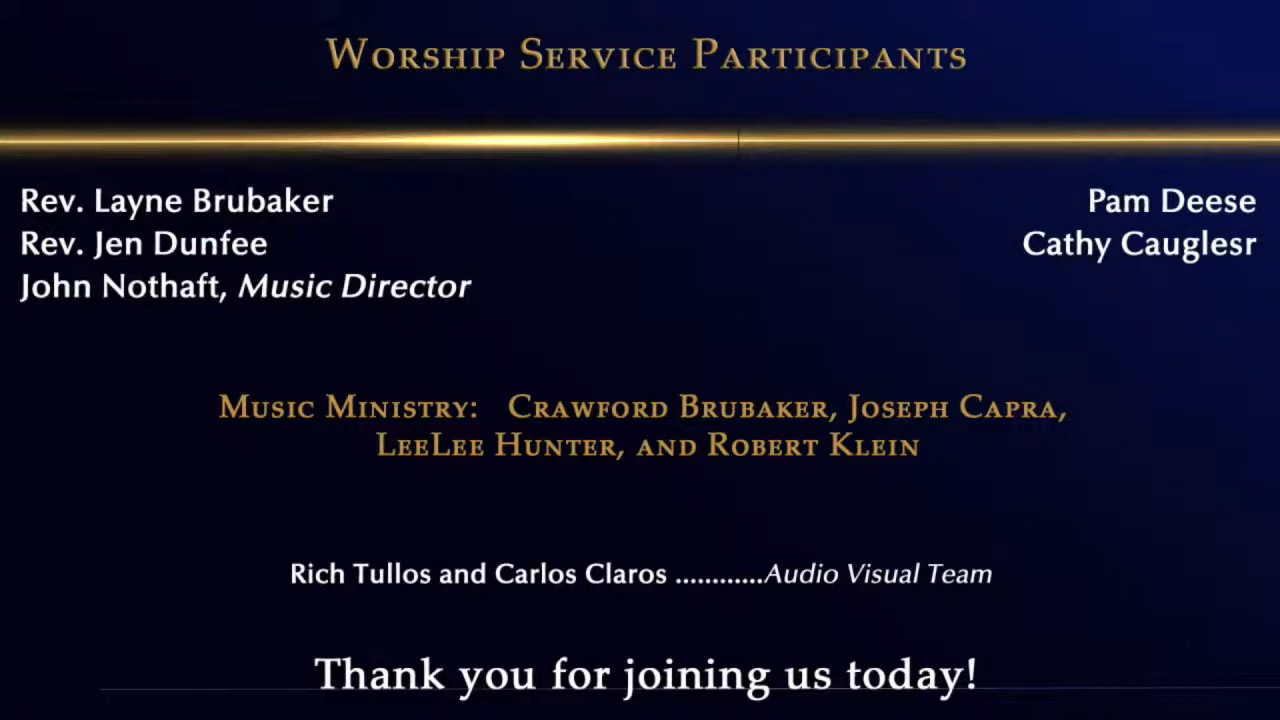 Worship Service Participants
Rev. Layne Brubaker
Rev. Jen Dunfee
John Nothaft, Music Director
Pam Deese
Cathy Cauglesr
Music Ministry: Crawford Brubaker, Joseph Capra,
LeeLee Hunter, and Robert Klein
Rich Tullos and Carlos Claros ............Audio Visual Team
Thank you for joining us today!